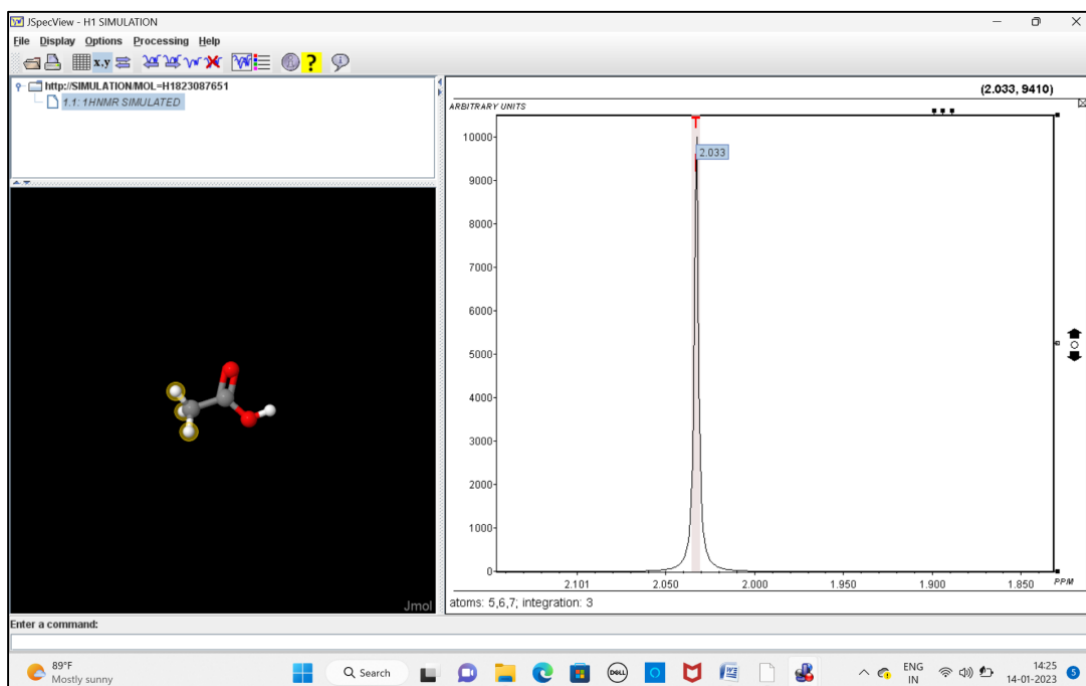 JSpecView - H1 SIMULATION
File Display Options Processing Help
x.y
?
http://SIMULATION/MOL=H1823087651
1.1: 1HNMR SIMULATED
(2.033, 9410)
ARBITRARY UNITS
2.033
10000
9000
8000
7000
6000
5000
4000
3000
2000
1000
0
2.101 2.050 2.000 1.950 1.900 1.850 PPM
Jmol
atoms: 5,6,7; integration: 3
Enter a command:
89°F
Mostly sunny
Search
DELL
ENG
IN
14:25
14-01-2023
5